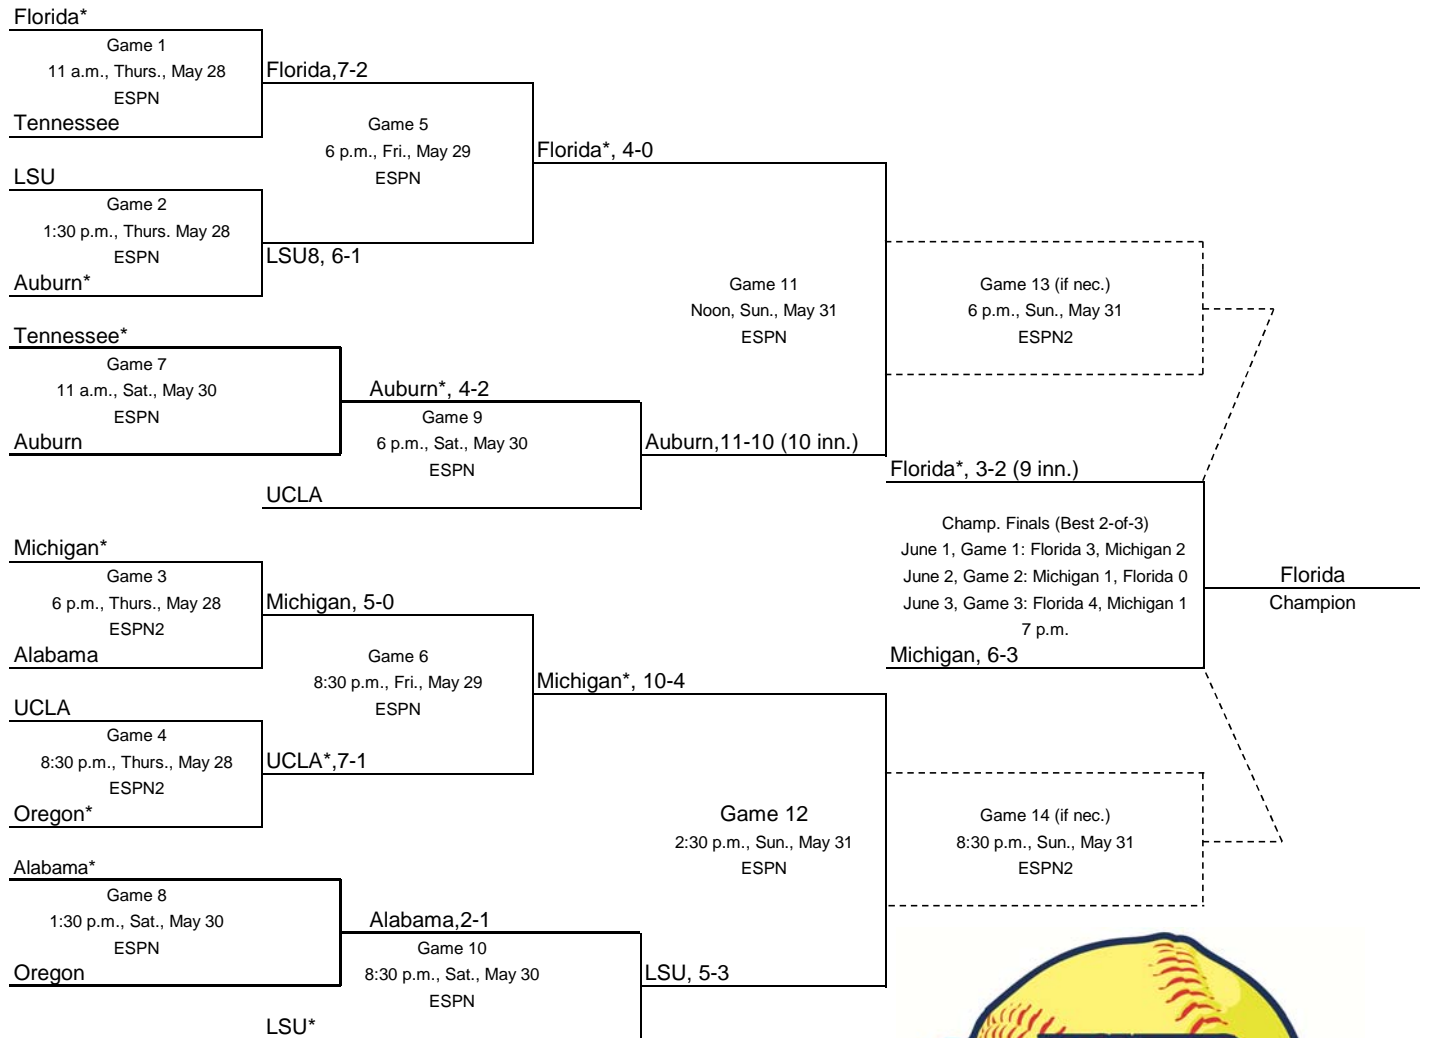 Florida*
Game 1
11 a.m., Thurs., May 28
ESPN
Tennessee
Florida,7-2
LSU
Game 2
1:30 p.m., Thurs. May 28
ESPN
Auburn*
LSU8, 6-1
Game 5
6 p.m., Fri., May 29
ESPN
Florida*, 4-0
Tennessee*
Game 7
11 a.m., Sat., May 30
ESPN
Auburn
Auburn*, 4-2
Game 9
6 p.m., Sat., May 30
ESPN
UCLA
Auburn,11-10 (10 inn.)
Game 11
Noon, Sun., May 31
ESPN
Game 13 (if nec.)
6 p.m., Sun., May 31
ESPN2
Florida*, 3-2 (9 inn.)
Champ. Finals (Best 2-of-3)
June 1, Game 1: Florida 3, Michigan 2
June 2, Game 2: Michigan 1, Florida 0
June 3, Game 3: Florida 4, Michigan 1
7 p.m.
Michigan, 6-3
Florida
Champion
Michigan*
Game 3
6 p.m., Thurs., May 28
ESPN2
Alabama
Michigan, 5-0
UCLA
Game 4
8:30 p.m., Thurs., May 28
ESPN2
Oregon*
UCLA*,7-1
Game 6
8:30 p.m., Fri., May 29
ESPN
Michigan*, 10-4
Alabama*
Game 8
1:30 p.m., Sat., May 30
ESPN
Oregon
Alabama,2-1
Game 10
8:30 p.m., Sat., May 30
ESPN
LSU*
LSU, 5-3
Game 12
2:30 p.m., Sun., May 31
ESPN
Game 14 (if nec.)
8:30 p.m., Sun., May 31
ESPN2